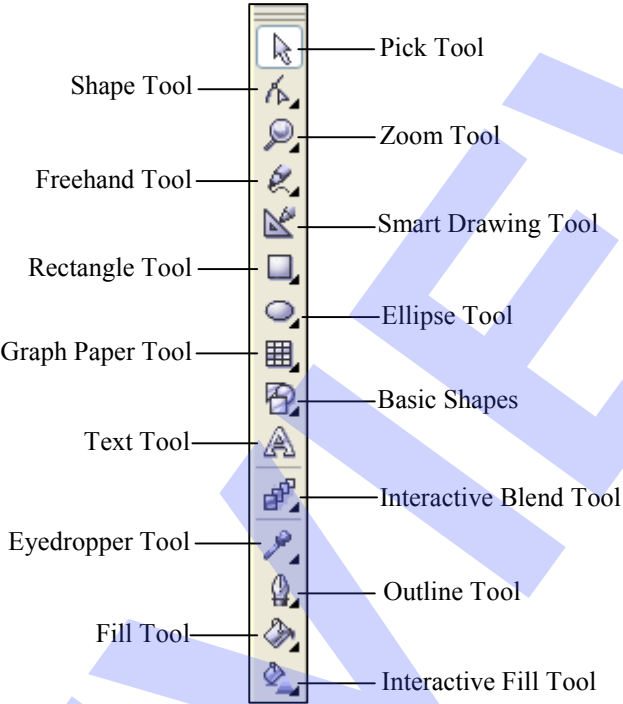 Pick Tool
Shape Tool
Zoom Tool
Freehand Tool
Smart Drawing Tool
Rectangle Tool
Ellipse Tool
Graph Paper Tool
Basic Shapes
Text Tool
Interactive Blend Tool
Eyedropper Tool
Outline Tool
Fill Tool
Interactive Fill Tool